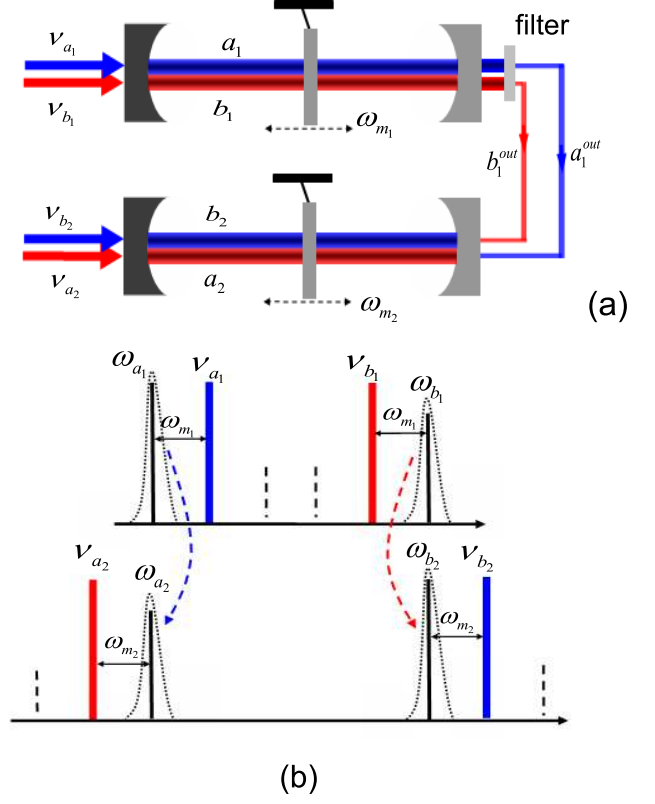 filter
ν_{a_1}
a_1
ν_{b_1}
b_1
ω_{m_1}
b_1^{out}
a_1^{out}
ν_{b_2}
b_2
ν_{a_2}
a_2
ω_{m_2}
(a)
ω_{a_1}
ν_{a_1}
ν_{b_1}
ω_{b_1}
ω_{m_1}
ω_{m_1}
ν_{a_2}
ω_{a_2}
ω_{b_2}
ν_{b_2}
ω_{m_2}
ω_{m_2}
(b)